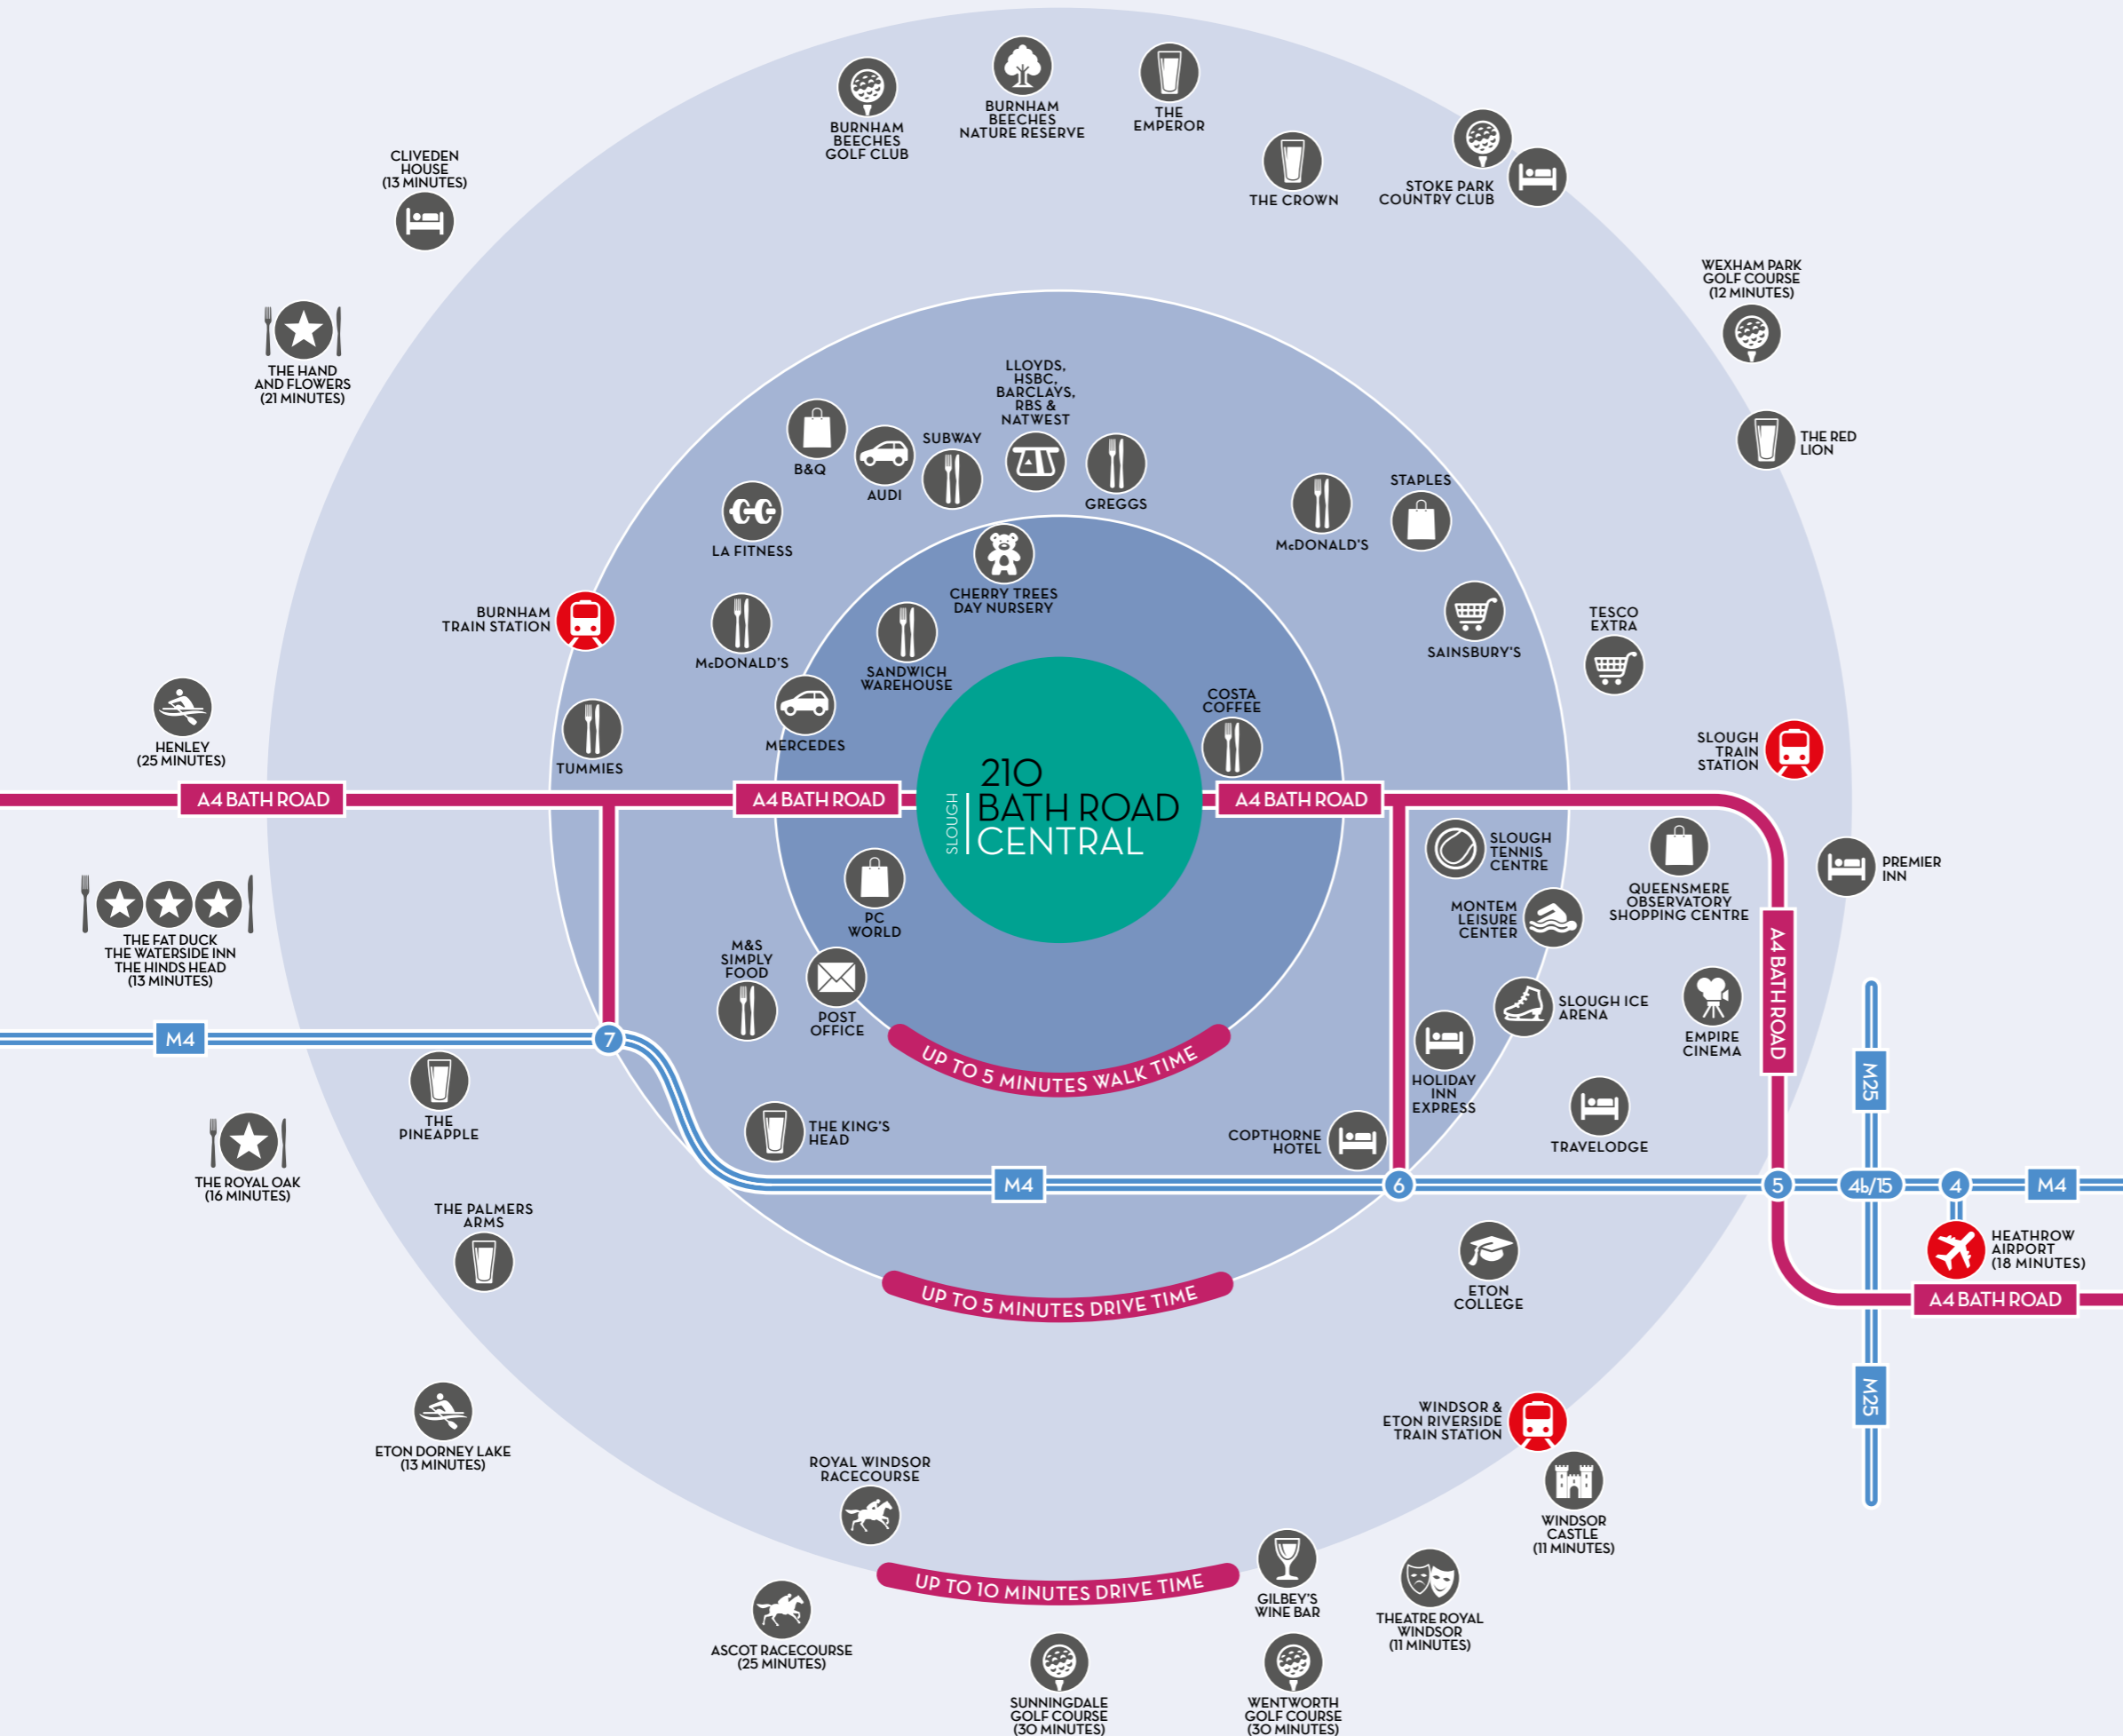 BURNHAM
BEECHES
GOLF CLUB
BURNHAM
BEECHES
NATURE RESERVE
THE
EMPEROR
THE CROWN
STOKE PARK
COUNTRY CLUB
CLIVEDEN
HOUSE
(13 MINUTES)
WEXHAM PARK
GOLF COURSE
(12 MINUTES)
THE HAND
AND FLOWERS
(21 MINUTES)
THE RED
LION
LLOYDS,
HSBC,
BARCLAYS,
RBS &
NATWEST
B&Q
AUDI
SUBWAY
GREGGS
McDONALD'S
STAPLES
LA FITNESS
CHERRY TREES
DAY NURSERY
BURNHAM
TRAIN STATION
McDONALD'S
SANDWICH
WAREHOUSE
SAINSBURY'S
TESCO
EXTRA
COSTA
COFFEE
MERCEDES
TUMMIES
HENLEY
(25 MINUTES)
SLOUGH
TRAIN
STATION
A4 BATH ROAD
A4 BATH ROAD
A4 BATH ROAD
SLOUGH
210
BATH ROAD
CENTRAL
SLOUGH
TENNIS
CENTRE
PREMIER
INN
QUEENSMERE
OBSERVATORY
SHOPPING CENTRE
MONTEM
LEISURE
CENTER
PC
WORLD
A4 BATH ROAD
THE FAT DUCK
THE WATERSIDE INN
THE HINDS HEAD
(13 MINUTES)
M&S
SIMPLY
FOOD
POST
OFFICE
SLOUGH ICE
ARENA
EMPIRE
CINEMA
M4
7
UP TO 5 MINUTES WALK TIME
HOLIDAY
INN
EXPRESS
M25
THE
PINEAPPLE
THE KING'S
HEAD
COPTHORNE
HOTEL
TRAVELODGE
THE ROYAL OAK
(16 MINUTES)
M4
6
5
4b/15
4
M4
THE PALMERS
ARMS
HEATHROW
AIRPORT
(18 MINUTES)
A4 BATH ROAD
ETON
COLLEGE
UP TO 5 MINUTES DRIVE TIME
M25
ETON DORNEY LAKE
(13 MINUTES)
WINDSOR &
ETON RIVERSIDE
TRAIN STATION
ROYAL WINDSOR
RACECOURSE
WINDSOR
CASTLE
(11 MINUTES)
UP TO 10 MINUTES DRIVE TIME
GILBEY'S
WINE BAR
THEATRE ROYAL
WINDSOR
(11 MINUTES)
ASCOT RACECOURSE
(25 MINUTES)
SUNNINGDALE
GOLF COURSE
(30 MINUTES)
WENTWORTH
GOLF COURSE
(30 MINUTES)